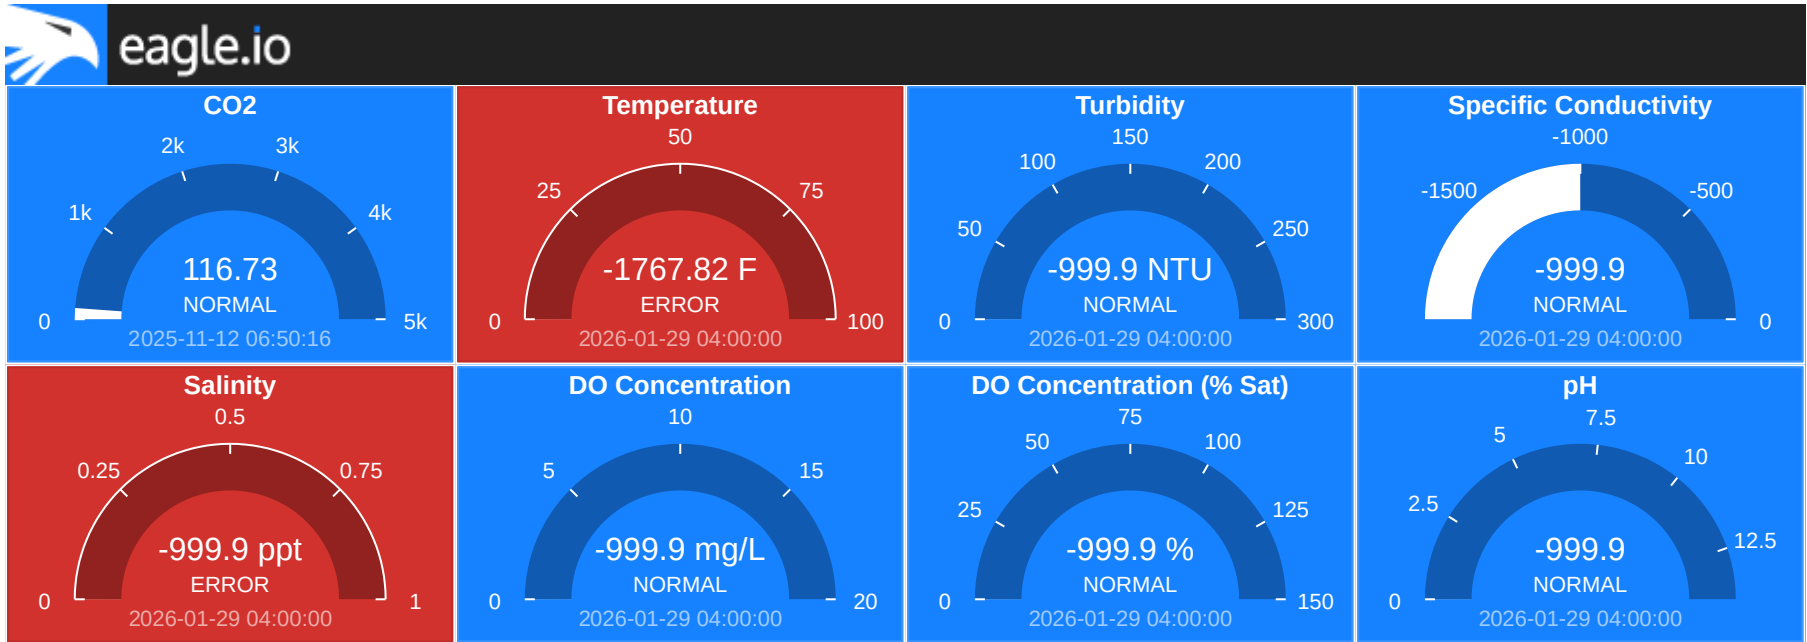 eagle.io
CO2
0
1k
2k
3k
4k
5k
116.73
NORMAL
2025-11-12 06:50:16
Temperature
0
25
50
75
100
-1767.82 F
ERROR
2026-01-29 04:00:00
Turbidity
0
50
100
150
200
250
300
-999.9 NTU
NORMAL
2026-01-29 04:00:00
Specific Conductivity
-1500
-1000
-500
0
-999.9
NORMAL
2026-01-29 04:00:00
Salinity
0
0.25
0.5
0.75
1
-999.9 ppt
ERROR
2026-01-29 04:00:00
DO Concentration
0
5
10
15
20
-999.9 mg/L
NORMAL
2026-01-29 04:00:00
DO Concentration (% Sat)
0
25
50
75
100
125
150
-999.9 %
NORMAL
2026-01-29 04:00:00
pH
0
2.5
5
7.5
10
12.5
-999.9
NORMAL
2026-01-29 04:00:00